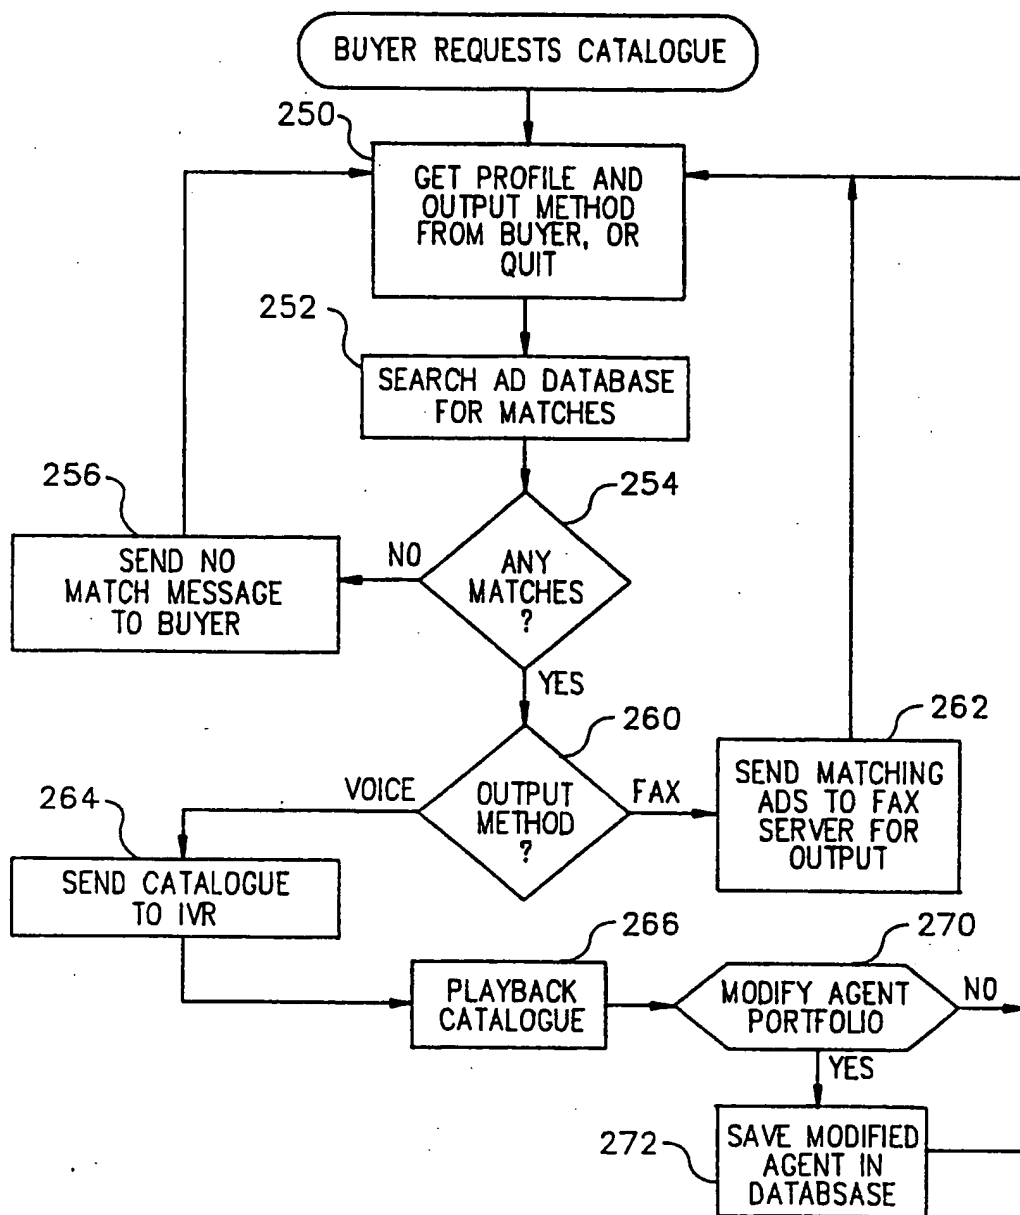 BUYER REQUESTS CATALOGUE
250
GET PROFILE AND
OUTPUT METHOD
FROM BUYER, OR
QUIT
252
SEARCH AD DATABASE
FOR MATCHES
256
254
SEND NO
MATCH MESSAGE
TO BUYER
NO
ANY
MATCHES
?
YES
260
262
264
VOICE
OUTPUT
METHOD
?
FAX
SEND MATCHING
ADS TO FAX
SERVER FOR
OUTPUT
SEND CATALOGUE
TO IVR
266
270
PLAYBACK
CATALOGUE
MODIFY AGENT
PORTFOLIO
NO
YES
272
SAVE MODIFIED
AGENT IN
DATABSASE